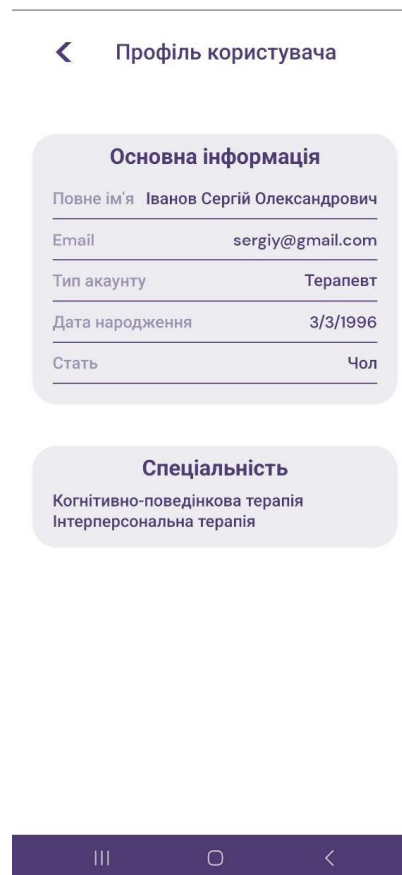 Профіль користувача
Основна інформація
Повне ім'я Іванов Сергій Олександрович
Email sergiy@gmail.com
Тип акаунту Терапевт
Дата народження 3/3/1996
Стать Чол
Спеціальність
Когнітивно-поведінкова терапія
Інтерперсональна терапія